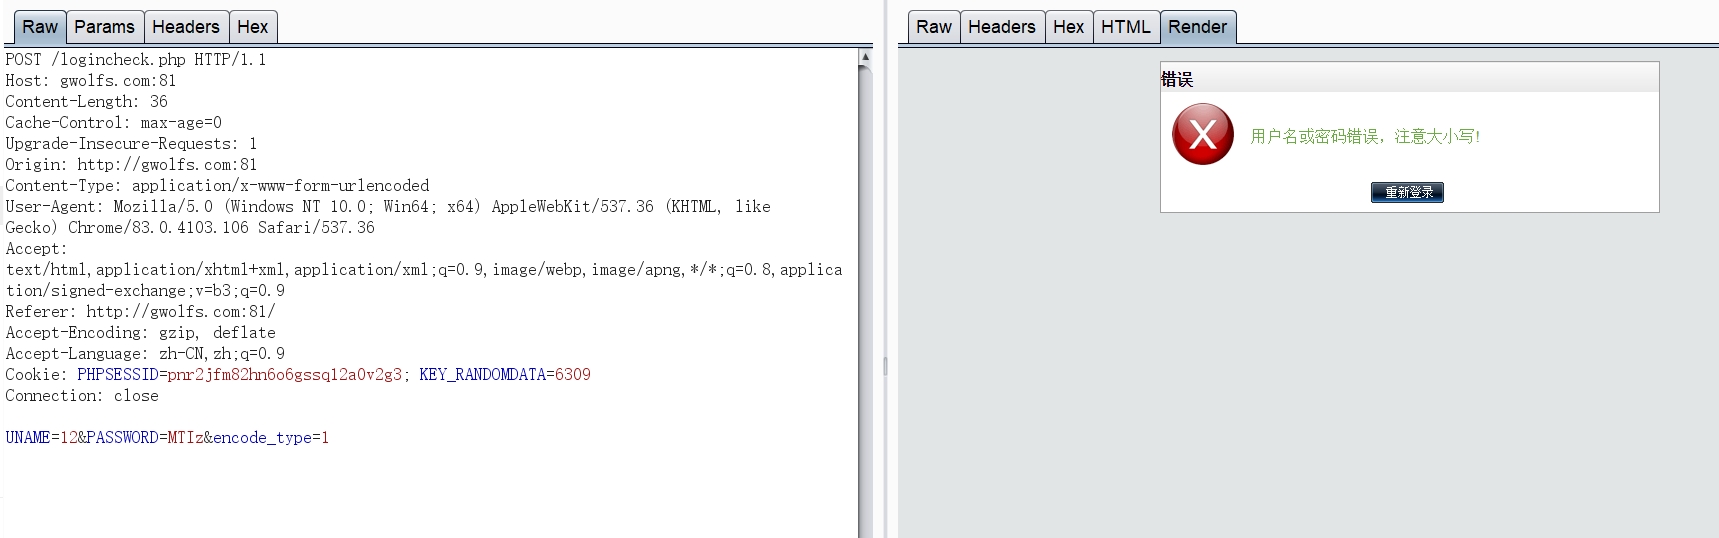 Raw Params Headers Hex
POST /logincheck.php HTTP/1.1
Host: gwolfs.com:81
Content-Length: 36
Cache-Control: max-age=0
Upgrade-Insecure-Requests: 1
Origin: http://gwolfs.com:81
Content-Type: application/x-www-form-urlencoded
User-Agent: Mozilla/5.0 (Windows NT 10.0; Win64; x64) AppleWebKit/537.36 (KHTML, like
Gecko) Chrome/83.0.4103.106 Safari/537.36
Accept:
text/html,application/xhtml+xml,application/xml;q=0.9,image/webp,image/apng,*/*;q=0.8,applica
tion/signed-exchange;v=b3;q=0.9
Referer: http://gwolfs.com:81/
Accept-Encoding: gzip, deflate
Accept-Language: zh-CN,zh;q=0.9
Cookie: PHPSESSID=pnr2jfm82hn6o6gssql2a0v2g3; KEY_RANDOMDATA=6309
Connection: close
UNAME=12&PASSWORD=MTIz&encode_type=1
Raw Headers Hex HTML Render
错误
用户名或密码错误，注意大小写!
重新登录